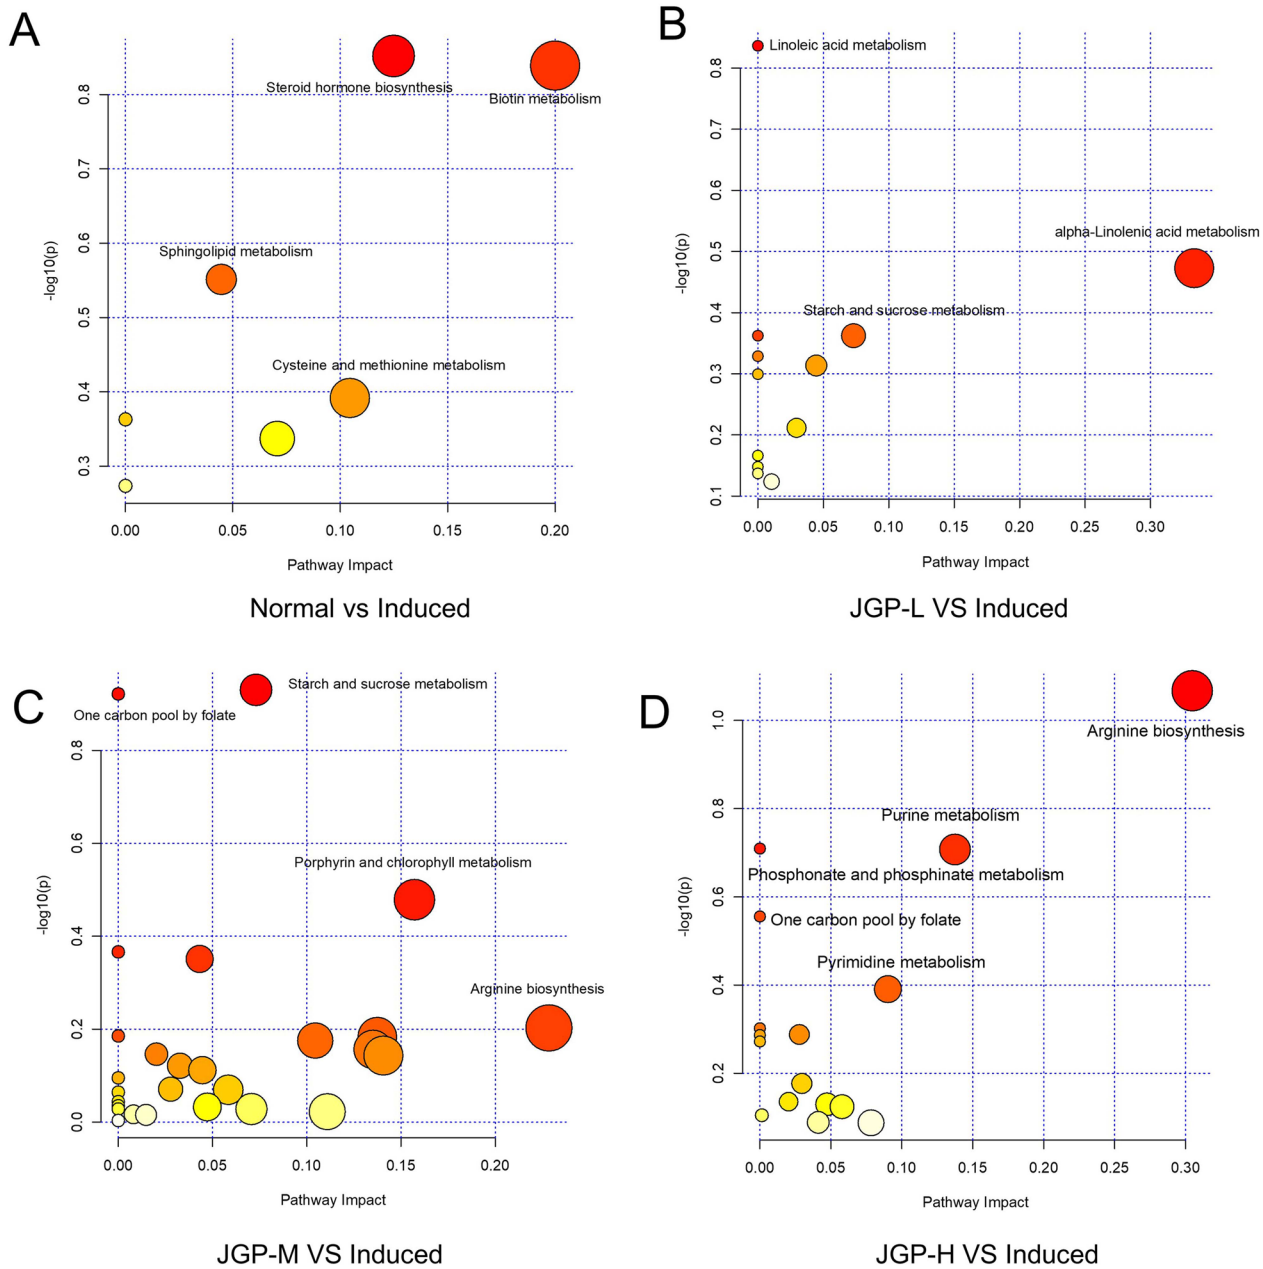 A
Steroid hormone biosynthesis
Biotin metabolism
Sphingolipid metabolism
Cysteine and methionine metabolism
-log10(p)
0.8
0.7
0.6
0.5
0.4
0.3
0.00 0.05 0.10 0.15 0.20
Pathway Impact
Normal vs Induced
B
Linoleic acid metabolism
alpha-Linolenic acid metabolism
Starch and sucrose metabolism
-log10(p)
0.8
0.7
0.6
0.5
0.4
0.3
0.2
0.1
0.00 0.05 0.10 0.15 0.20 0.25 0.30
Pathway Impact
JGP-L VS Induced
C
Starch and sucrose metabolism
One carbon pool by folate
Porphyrin and chlorophyll metabolism
Arginine biosynthesis
-log10(p)
0.8
0.6
0.4
0.2
0.0
0.00 0.05 0.10 0.15 0.20
Pathway Impact
JGP-M VS Induced
D
Arginine biosynthesis
Purine metabolism
Phosphonate and phosphinate metabolism
One carbon pool by folate
Pyrimidine metabolism
-log10(p)
1.0
0.8
0.6
0.4
0.2
0.00 0.05 0.10 0.15 0.20 0.25 0.30
Pathway Impact
JGP-H VS Induced